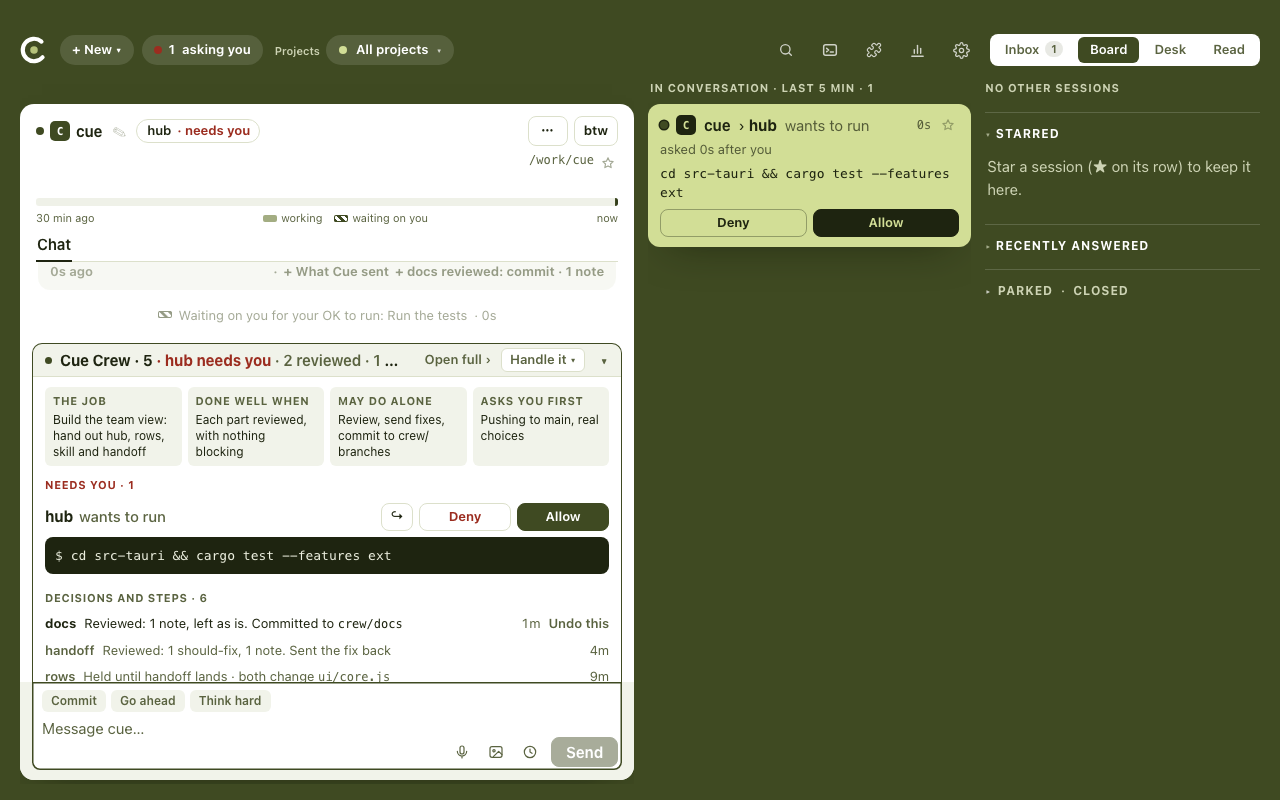 + New ▾
1 asking you
Projects
All projects ▾
Inbox 1
Board
Desk
Read
C cue
hub · needs you
··· 
btw
/work/cue
30 min ago
working
waiting on you
now
Chat
0s ago
· + What Cue sent + docs reviewed: commit · 1 note
Waiting on you for your OK to run: Run the tests · 0s
Cue Crew · 5 · hub needs you · 2 reviewed · 1 ...
Open full ›
Handle it ▾
▾
THE JOB
Build the team view:
hand out hub, rows,
skill and handoff
DONE WELL WHEN
Each part reviewed,
with nothing
blocking
MAY DO ALONE
Review, send fixes,
commit to crew/
branches
ASKS YOU FIRST
Pushing to main, real
choices
NEEDS YOU · 1
hub wants to run
Deny
Allow
$ cd src-tauri && cargo test --features ext
DECISIONS AND STEPS · 6
docs Reviewed: 1 note, left as is. Committed to crew/docs 1m Undo this
handoff Reviewed: 1 should-fix, 1 note. Sent the fix back 4m
rows Held until handoff lands · both change ui/core.js 9m
Commit
Go ahead
Think hard
Message cue…
Send
IN CONVERSATION · LAST 5 MIN · 1
C cue › hub wants to run 0s
asked 0s after you
cd src-tauri && cargo test --features
ext
Deny
Allow
NO OTHER SESSIONS
▾ STARRED
Star a session (★ on its row) to keep it
here.
▸ RECENTLY ANSWERED
▸ PARKED · CLOSED